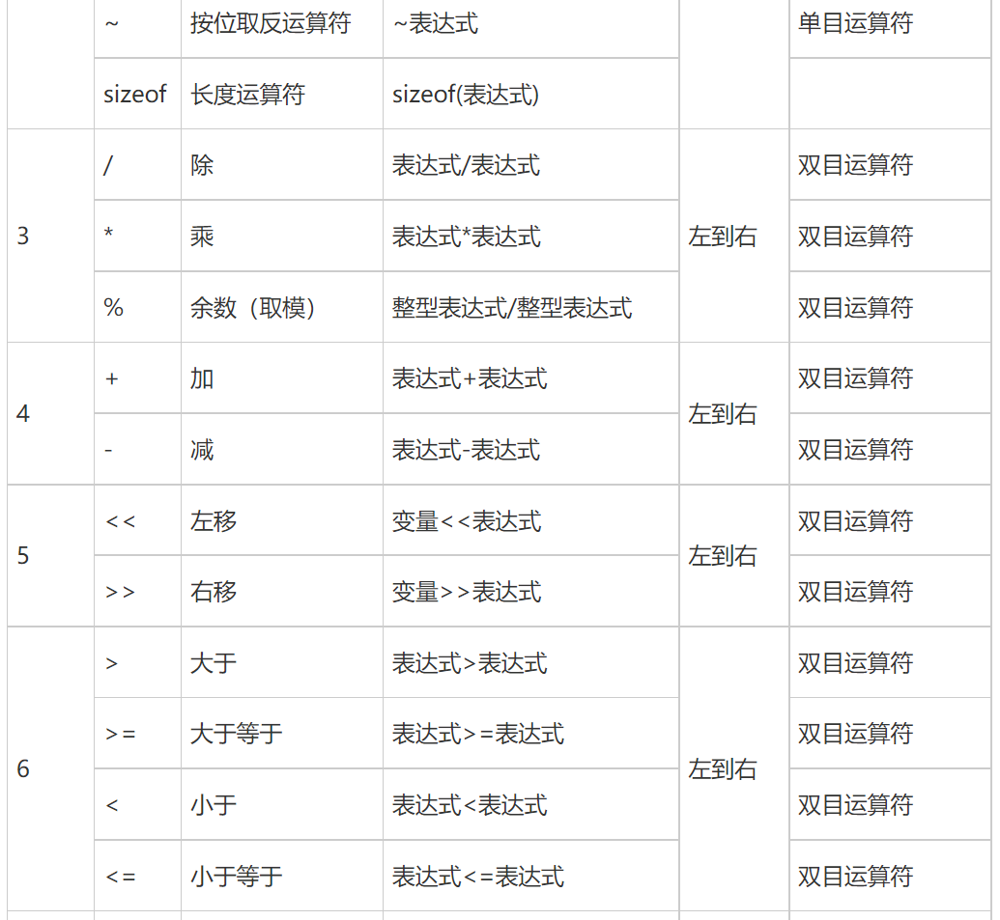 ~ 按位取反运算符 ~表达式 单目运算符
sizeof 长度运算符 sizeof(表达式)
/ 除 表达式/表达式 双目运算符
3 * 乘 表达式*表达式 左到右 双目运算符
% 余数（取模） 整型表达式/整型表达式 双目运算符
+ 加 表达式+表达式 双目运算符
4 左到右
- 减 表达式-表达式 双目运算符
<< 左移 变量<<表达式 双目运算符
5 左到右
>> 右移 变量>>表达式 双目运算符
> 大于 表达式>表达式 双目运算符
>= 大于等于 表达式>=表达式 双目运算符
6 左到右
< 小于 表达式<表达式 双目运算符
<= 小于等于 表达式<=表达式 双目运算符